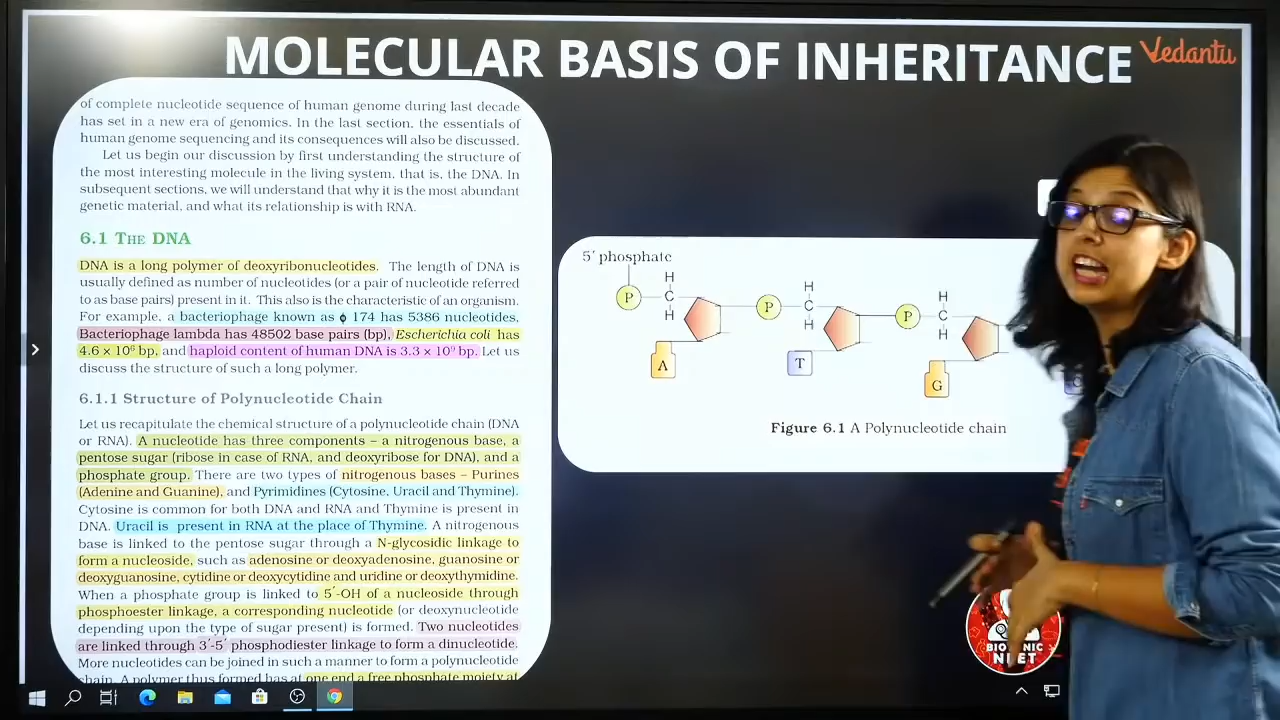 MOLECULAR BASIS OF INHERITANCE
Vedantu
of complete nucleotide sequence of human genome during last decade
has set in a new era of genomics. In the last section, the essentials of
human genome sequencing and its consequences will also be discussed.
Let us begin our discussion by first understanding the structure of
the most interesting molecule in the living system, that is, the DNA. In
subsequent sections, we will understand that why it is the most abundant
genetic material, and what its relationship is with RNA.
6.1 THE DNA
DNA is a long polymer of deoxyribonucleotides. The length of DNA is
usually defined as number of nucleotides (or a pair of nucleotide referred
to as base pairs) present in it. This also is the characteristic of an organism.
For example, a bacteriophage known as ϕ 174 has 5386 nucleotides,
Bacteriophage lambda has 48502 base pairs (bp), Escherichia coli has
4.6 × 10⁶ bp, and haploid content of human DNA is 3.3 × 10⁹ bp. Let us
discuss the structure of such a long polymer.
6.1.1 Structure of Polynucleotide Chain
Let us recapitulate the chemical structure of a polynucleotide chain (DNA
or RNA). A nucleotide has three components – a nitrogenous base, a
pentose sugar (ribose in case of RNA, and deoxyribose for DNA), and a
phosphate group. There are two types of nitrogenous bases – Purines
(Adenine and Guanine), and Pyrimidines (Cytosine, Uracil and Thymine).
Cytosine is common for both DNA and RNA and Thymine is present in
DNA. Uracil is present in RNA at the place of Thymine. A nitrogenous
base is linked to the pentose sugar through a N-glycosidic linkage to
form a nucleoside, such as adenosine or deoxyadenosine, guanosine or
deoxyguanosine, cytidine or deoxycytidine and uridine or deoxythymidine.
When a phosphate group is linked to 5′-OH of a nucleoside through
phosphoester linkage, a corresponding nucleotide (or deoxynucleotide
depending upon the type of sugar present) is formed. Two nucleotides
are linked through 3′-5′ phosphodiester linkage to form a dinucleotide.
More nucleotides can be joined in such a manner to form a polynucleotide
chain. A polymer thus formed has at one end a free phosphate moiety at
5′ phosphate
H H H
P C P C P C
H H H
A T G
Figure 6.1 A Polynucleotide chain
NEET